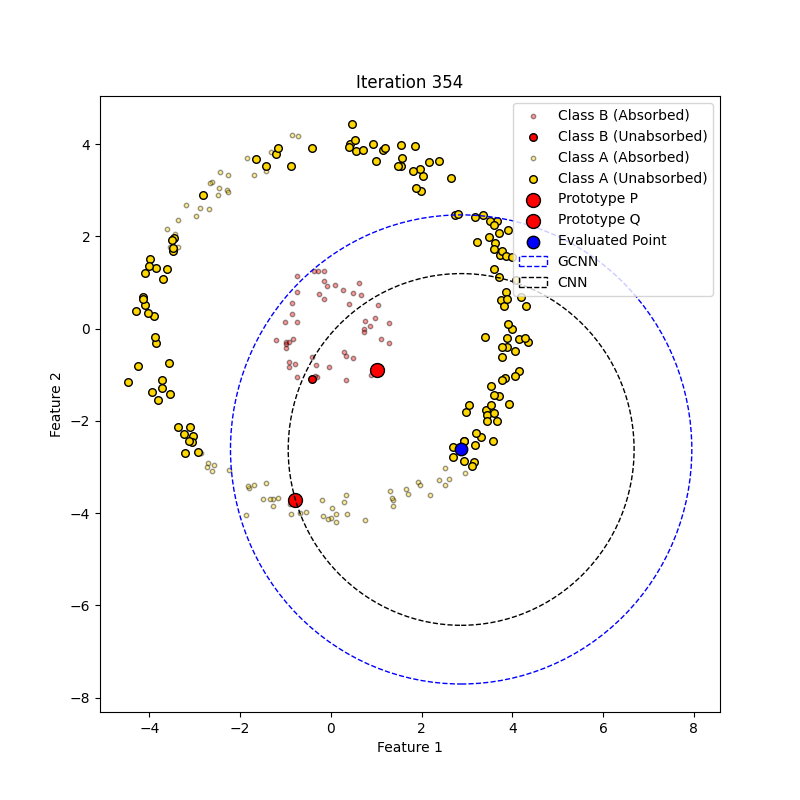 Iteration 354
Class B (Absorbed)
Class B (Unabsorbed)
Class A (Absorbed)
Class A (Unabsorbed)
Prototype P
Prototype Q
Evaluated Point
GCNN
CNN
4
2
0
−2
−4
−6
−8
Feature 2
−4 −2 0 2 4 6 8
Feature 1